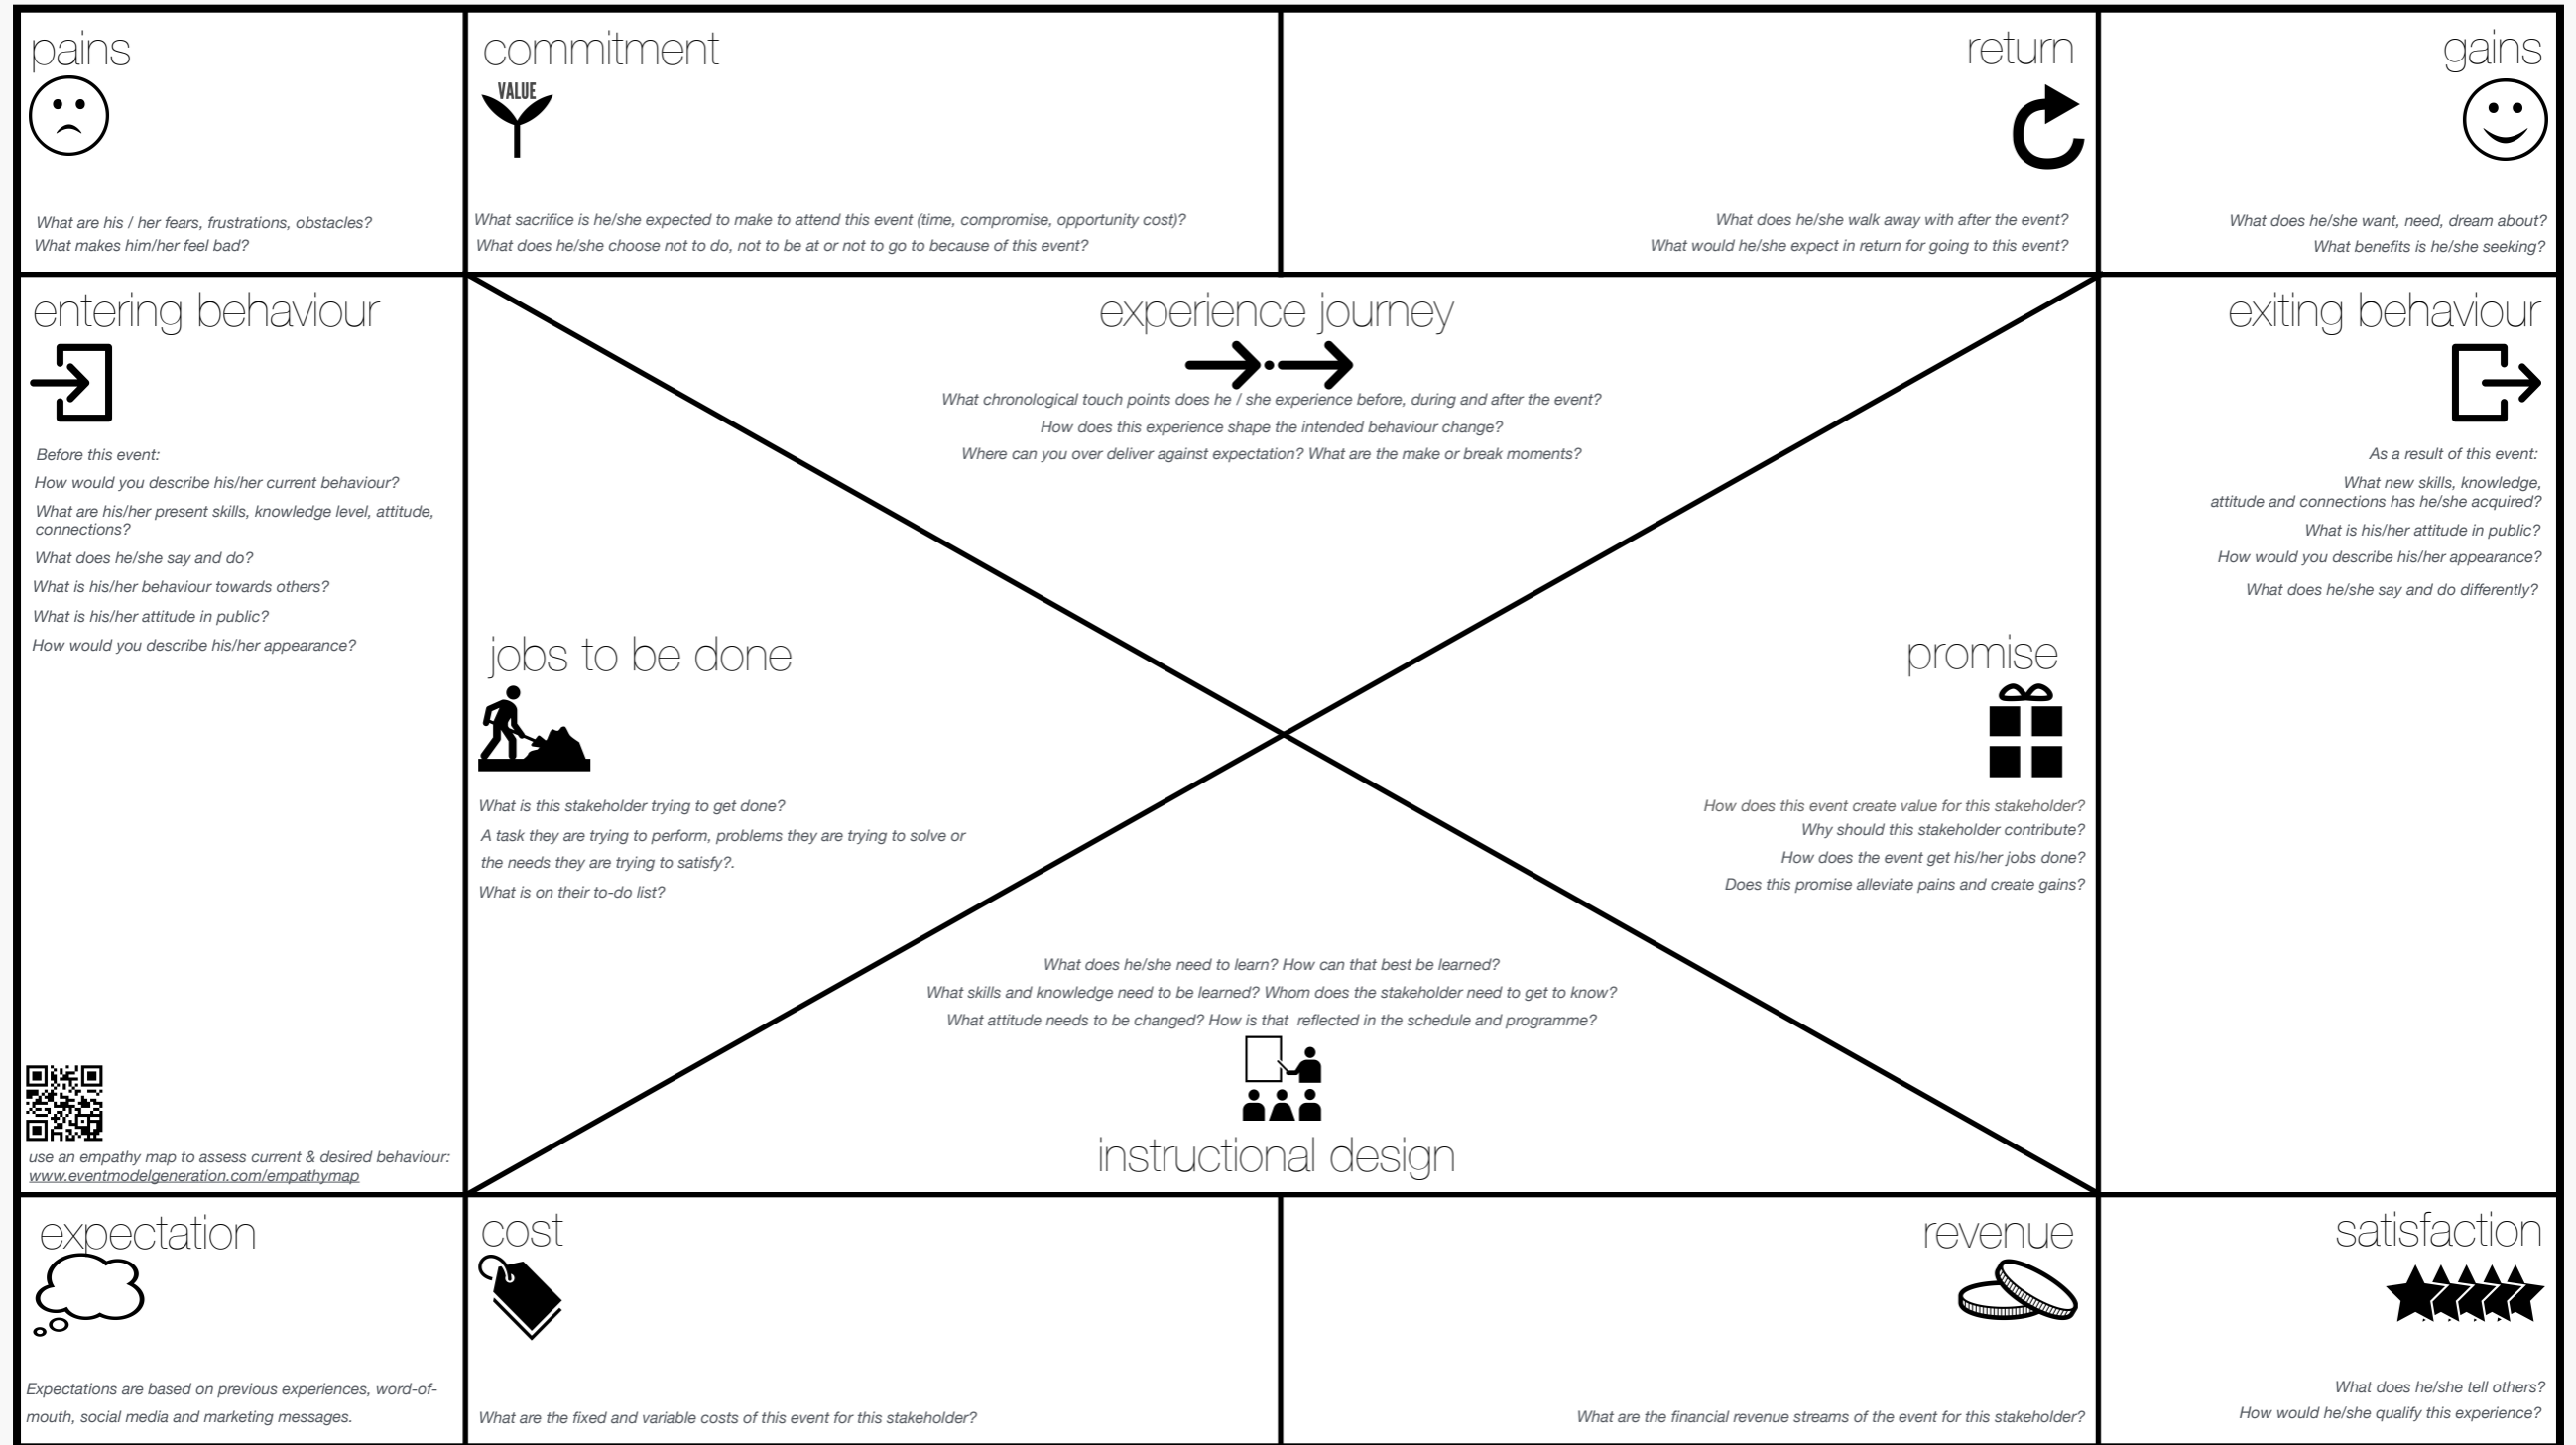 pains
What are his / her fears, frustrations, obstacles?
What makes him/her feel bad?
commitment
VALUE
What sacrifice is he/she expected to make to attend this event (time, compromise, opportunity cost)?
What does he/she choose not to do, not to be at or not to go to because of this event?
return
What does he/she walk away with after the event?
What would he/she expect in return for going to this event?
gains
What does he/she want, need, dream about?
What benefits is he/she seeking?
entering behaviour
Before this event:
How would you describe his/her current behaviour?
What are his/her present skills, knowledge level, attitude,
connections?
What does he/she say and do?
What is his/her behaviour towards others?
What is his/her attitude in public?
How would you describe his/her appearance?
use an empathy map to assess current & desired behaviour:
www.eventmodelgeneration.com/empathymap
experience journey
What chronological touch points does he / she experience before, during and after the event?
How does this experience shape the intended behaviour change?
Where can you over deliver against expectation? What are the make or break moments?
jobs to be done
What is this stakeholder trying to get done?
A task they are trying to perform, problems they are trying to solve or
the needs they are trying to satisfy?.
What is on their to-do list?
promise
How does this event create value for this stakeholder?
Why should this stakeholder contribute?
How does the event get his/her jobs done?
Does this promise alleviate pains and create gains?
What does he/she need to learn? How can that best be learned?
What skills and knowledge need to be learned? Whom does the stakeholder need to get to know?
What attitude needs to be changed? How is that reflected in the schedule and programme?
instructional design
exiting behaviour
As a result of this event:
What new skills, knowledge,
attitude and connections has he/she acquired?
What is his/her attitude in public?
How would you describe his/her appearance?
What does he/she say and do differently?
expectation
Expectations are based on previous experiences, word-of-
mouth, social media and marketing messages.
cost
What are the fixed and variable costs of this event for this stakeholder?
revenue
What are the financial revenue streams of the event for this stakeholder?
satisfaction
What does he/she tell others?
How would he/she qualify this experience?